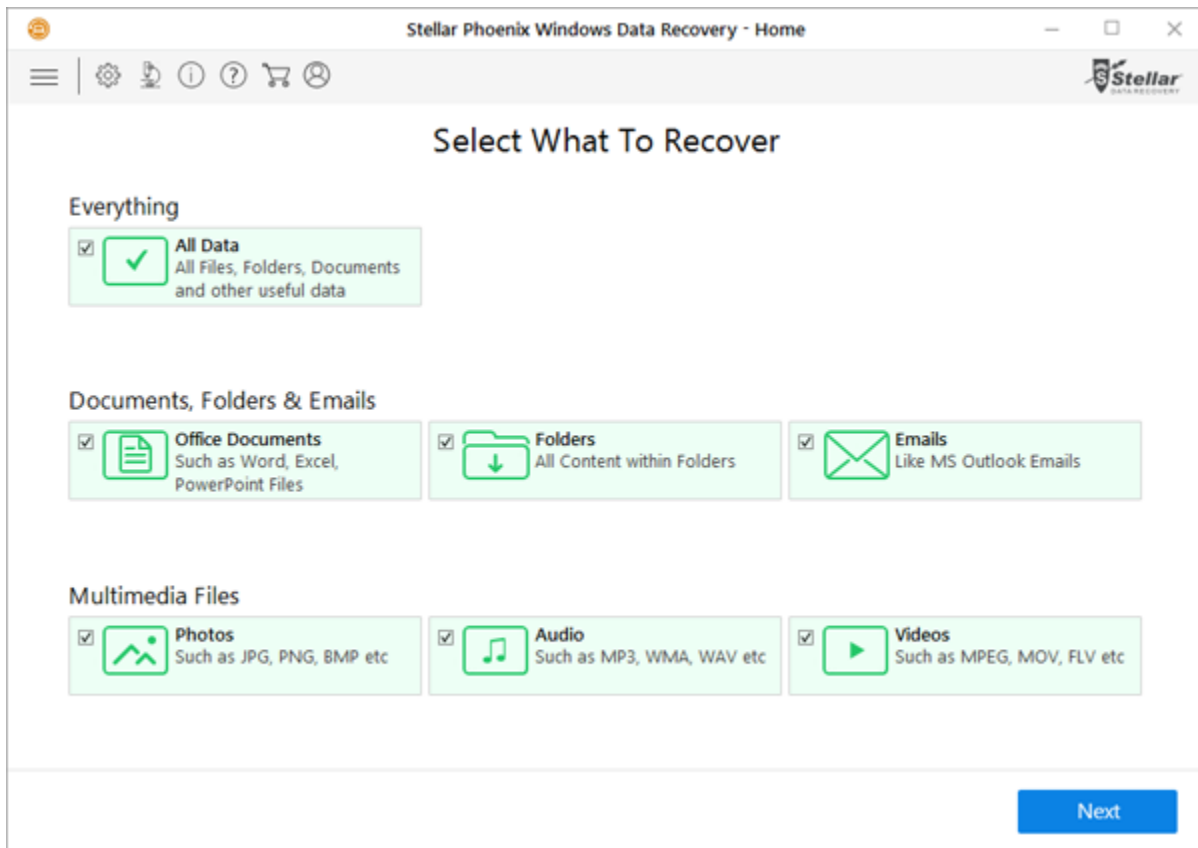 Stellar Phoenix Windows Data Recovery - Home
Stellar
DATA RECOVERY
Select What To Recover
Everything
All Data
All Files, Folders, Documents
and other useful data
Documents, Folders & Emails
Office Documents
Such as Word, Excel,
PowerPoint Files
Folders
All Content within Folders
Emails
Like MS Outlook Emails
Multimedia Files
Photos
Such as JPG, PNG, BMP etc
Audio
Such as MP3, WMA, WAV etc
Videos
Such as MPEG, MOV, FLV etc
Next